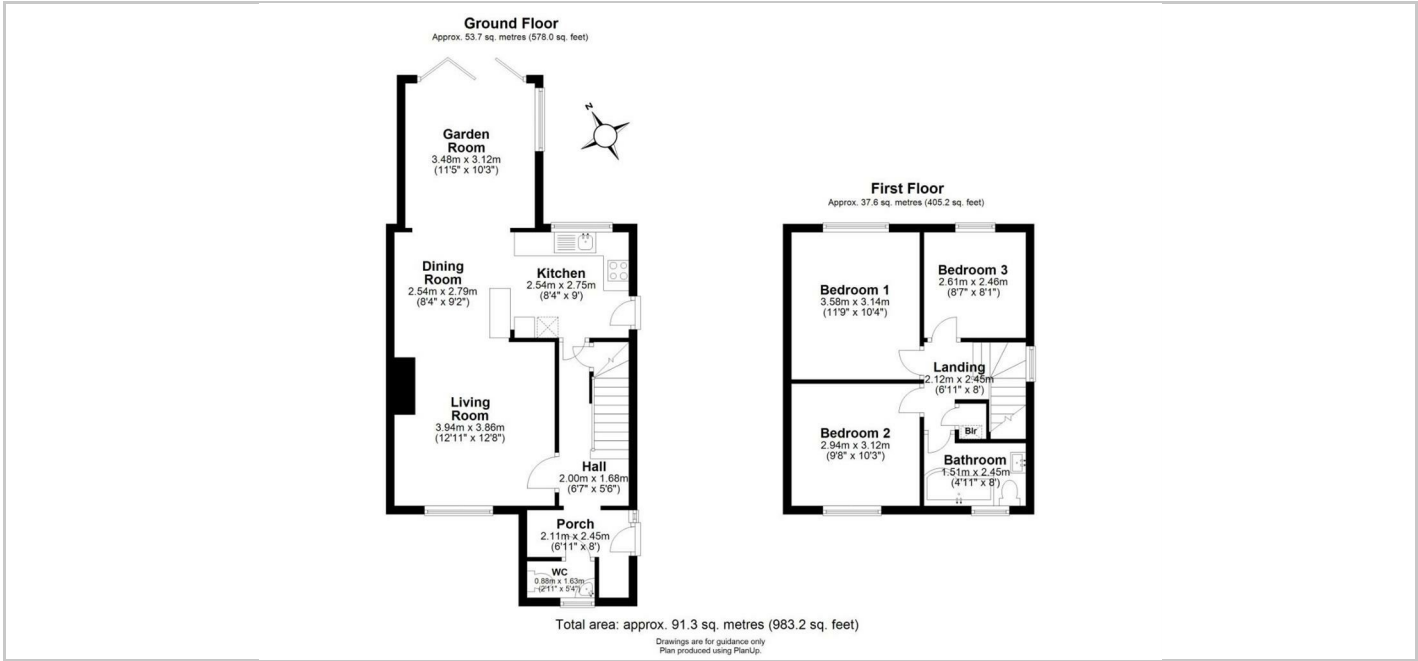 Ground Floor
Approx. 53.7 sq. metres (578.0 sq. feet)
N
Garden
Room
3.48m x 3.12m
(11'5" x 10'3")
Dining
Room
2.54m x 2.79m
(8'4" x 9'2")
Kitchen
2.54m x 2.75m
(8'4" x 9')
Living
Room
3.94m x 3.86m
(12'11" x 12'8")
Hall
2.00m x 1.68m
(6'7" x 5'6")
Porch
2.11m x 2.45m
(6'11" x 8')
WC
0.88m x 1.63m
(2'11" x 5'4")
First Floor
Approx. 37.6 sq. metres (405.2 sq. feet)
Bedroom 1
3.58m x 3.14m
(11'9" x 10'4")
Bedroom 3
2.61m x 2.46m
(8'7" x 8'1")
Landing
2.12m x 2.45m
(6'11" x 8')
Bedroom 2
2.94m x 3.12m
(9'8" x 10'3")
Blr
Bathroom
1.51m x 2.45m
(4'11" x 8')
Total area: approx. 91.3 sq. metres (983.2 sq. feet)
Drawings are for guidance only
Plan produced using PlanUp.